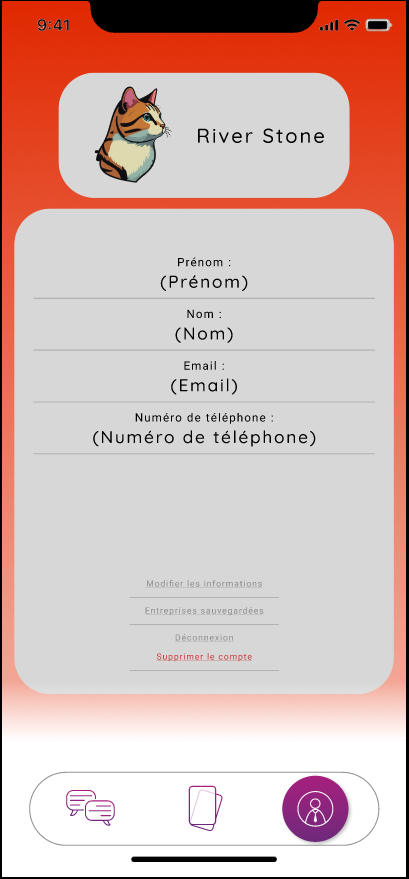 9:41
River Stone
Prénom :
(Prénom)
Nom :
(Nom)
Email :
(Email)
Numéro de téléphone :
(Numéro de téléphone)
Modifier les informations
Entreprises sauvegardées
Déconnexion
Supprimer le compte